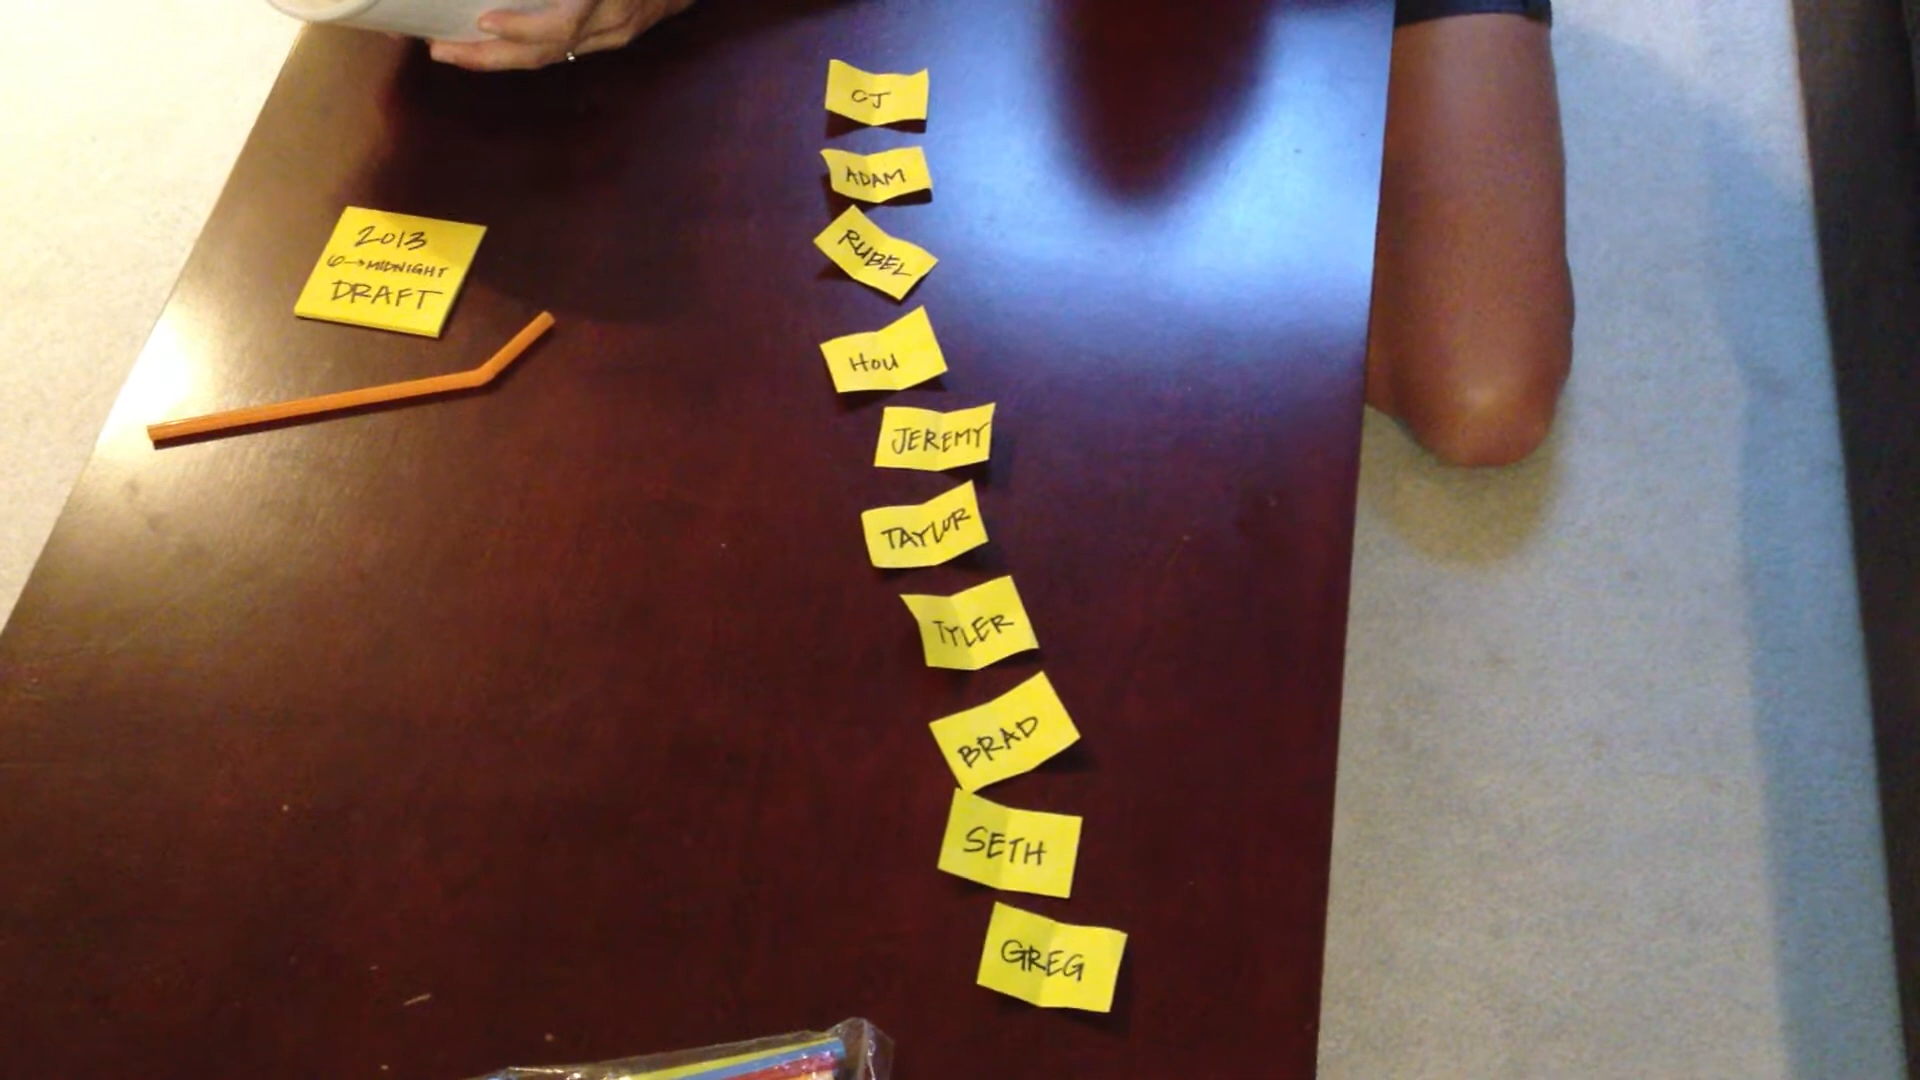 2013
6→MIDNIGHT
DRAFT
CJ
ADAM
RUBEL
HOU
JEREMY
TAYLOR
TYLER
BRAD
SETH
GREG